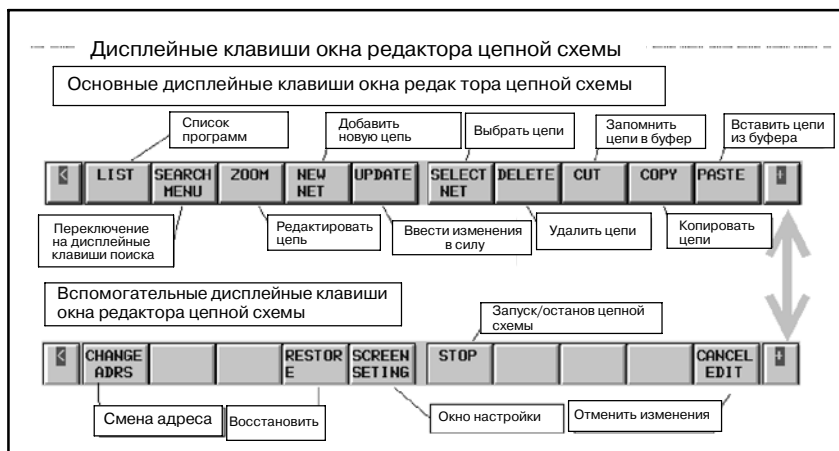 Дисплейные клавиши окна редактора цепной схемы
Основные дисплейные клавиши окна редак тора цепной схемы
Список
программ
Добавить
новую цепь
Выбрать цепи
Запомнить
цепи в буфер
Вставить цепи
из буфера
< LIST SEARCH MENU ZOOM NEW NET UPDATE SELECT NET DELETE CUT COPY PASTE +
Переключение
на дисплейные
клавиши поиска
Редактировать
цепь
Ввести изменения
в силу
Удалить цепи
Копировать
цепи
Вспомогательные дисплейные клавиши
окна редактора цепной схемы
Запуск/останов цепной
схемы
< CHANGE ADRS RESTOR E SCREEN SETING STOP CANCEL EDIT +
Смена адреса
Восстановить
Окно настройки
Отменить изменения